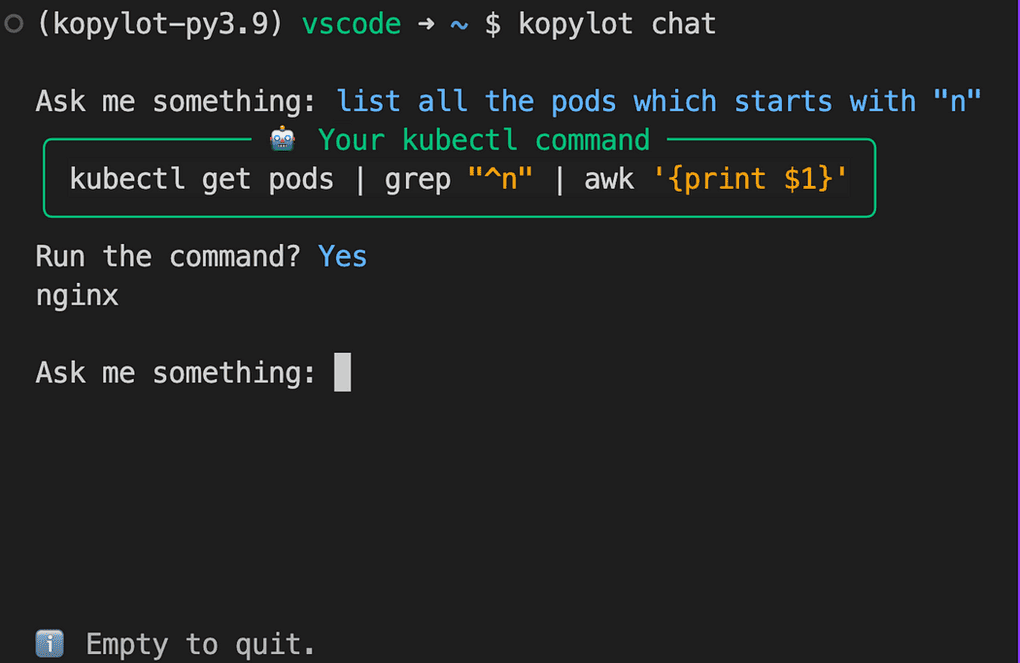 (kopylot-py3.9) vscode → ~ $ kopylot chat
Ask me something: list all the pods which starts with "n"
🤖 Your kubectl command
kubectl get pods | grep "^n" | awk '{print $1}'
Run the command? Yes
nginx
Ask me something:
ℹ️ Empty to quit.